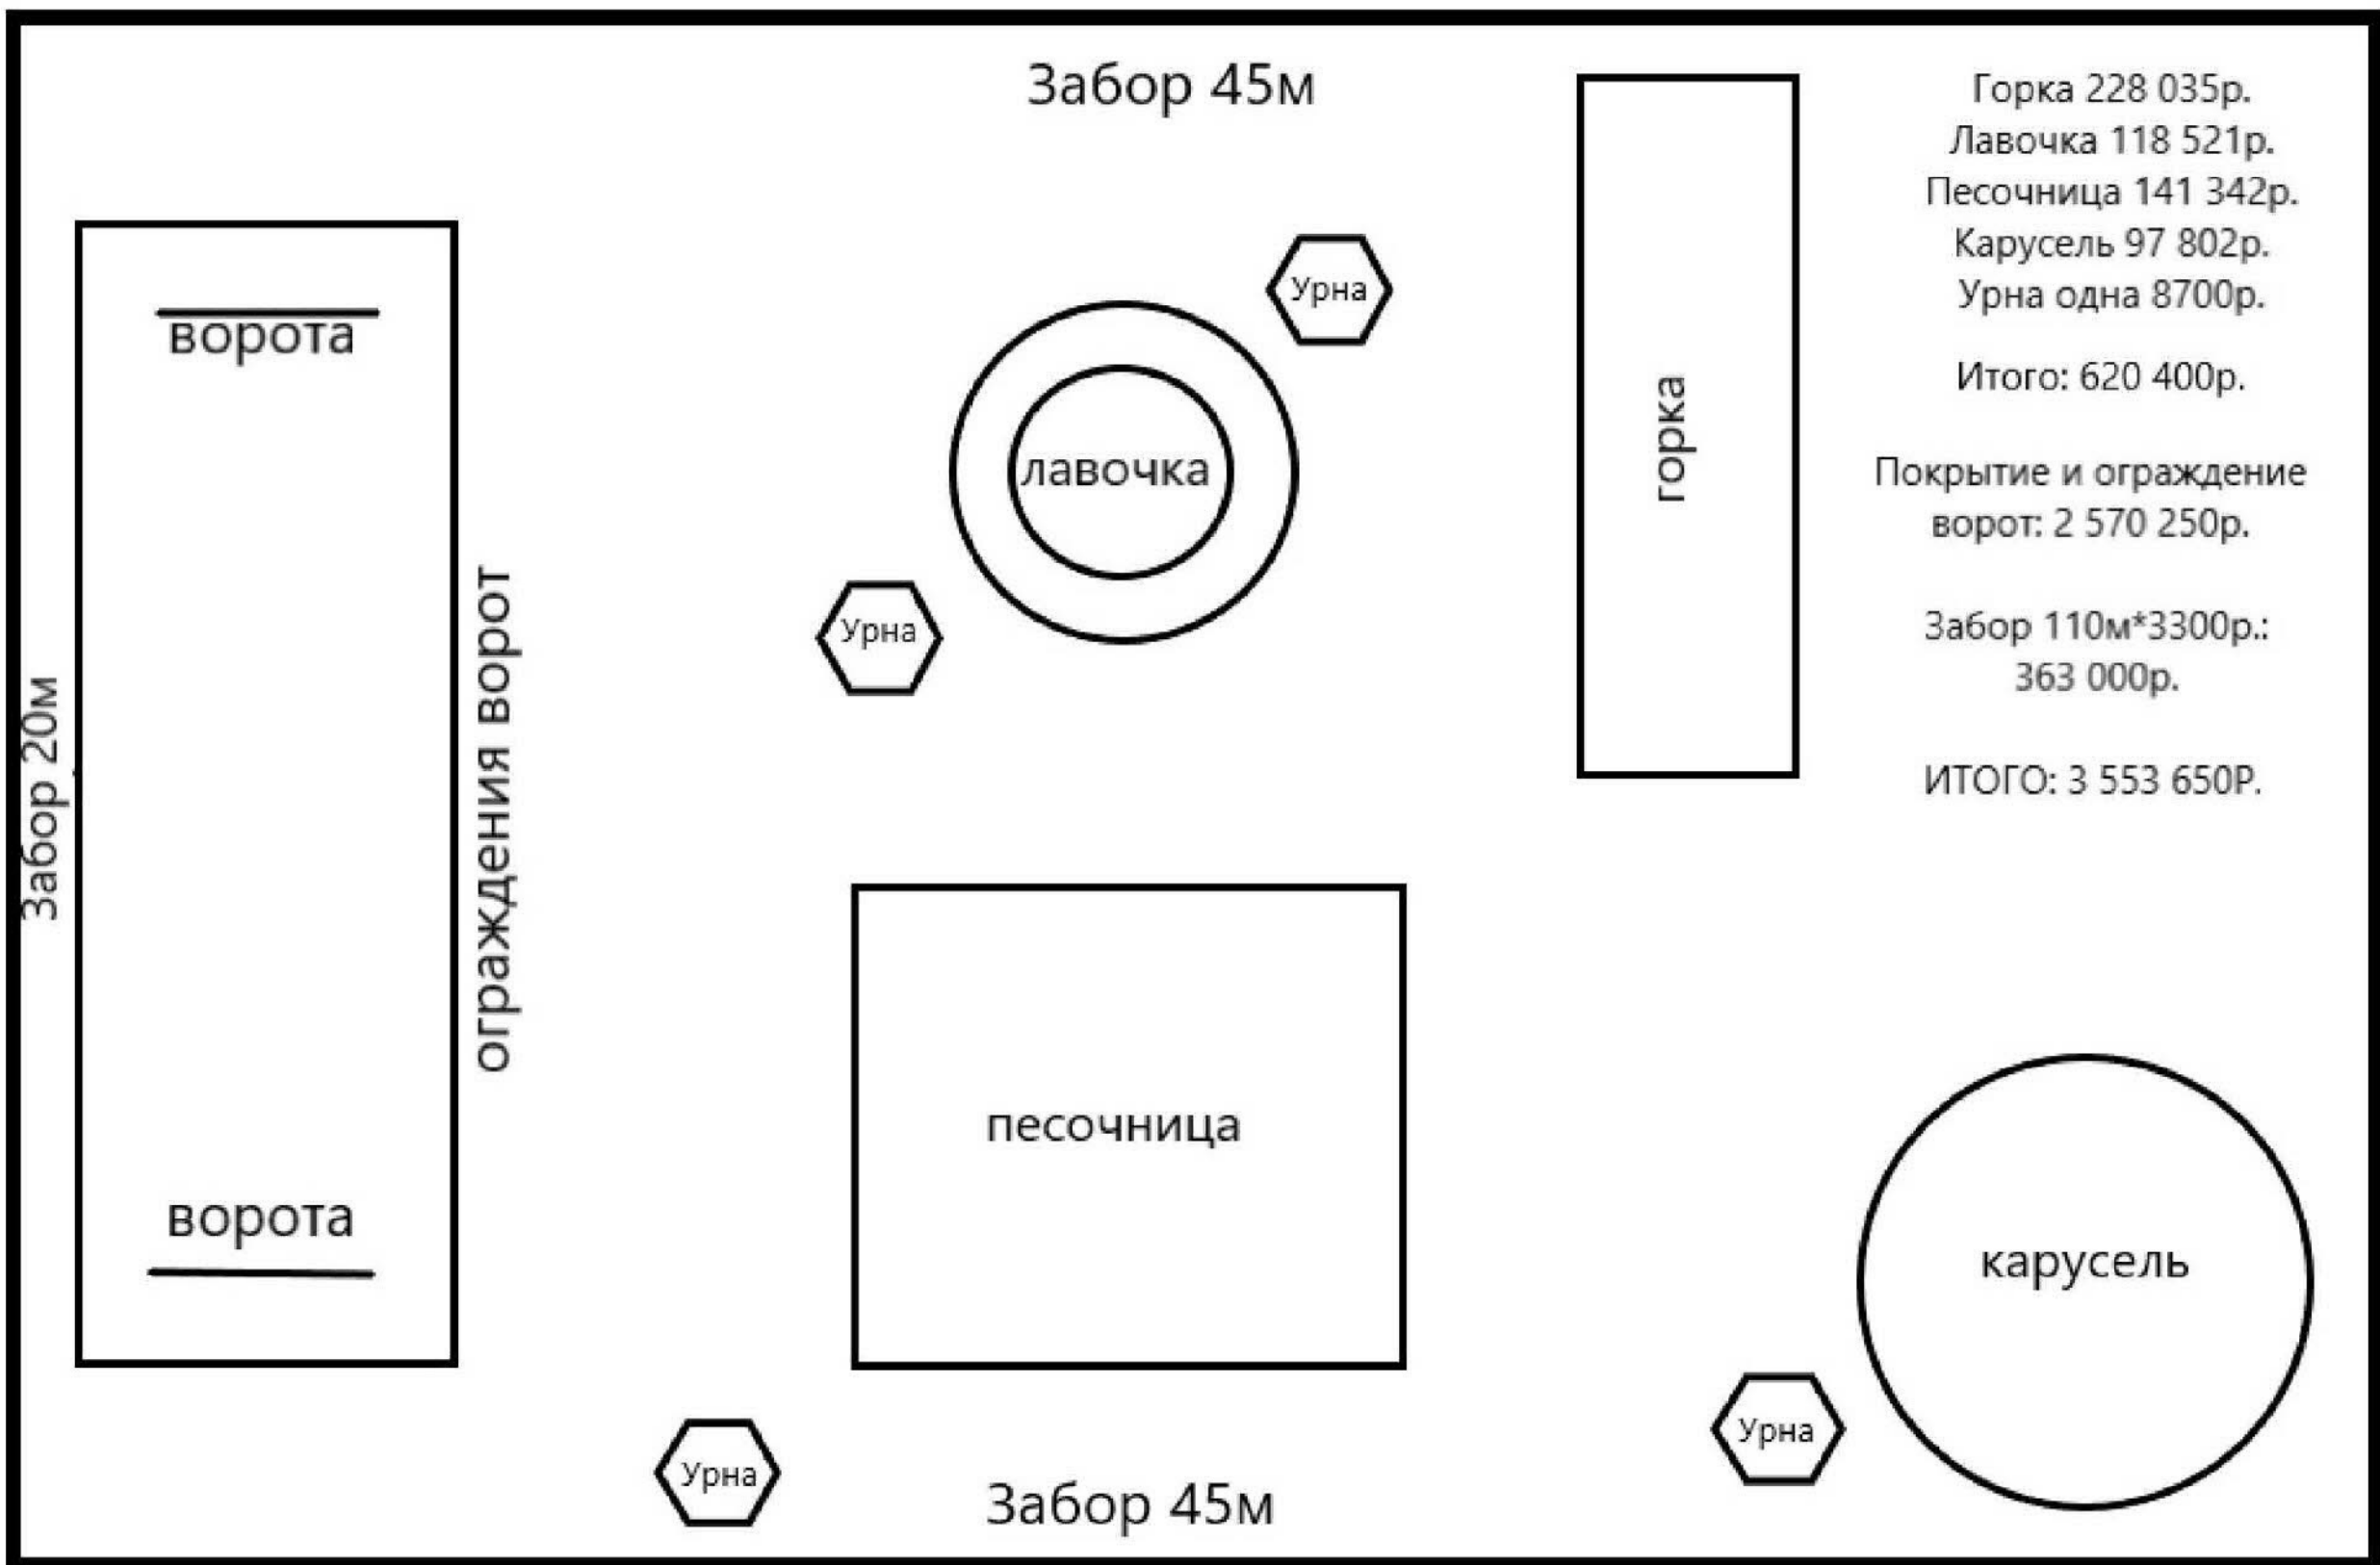 Забор 45м
Горка 228 035р.
Лавочка 118 521р.
Песочница 141 342р.
Карусель 97 802р.
Урна одна 8700р.
Итого: 620 400р.
Покрытие и ограждение
ворот: 2 570 250р.
Забор 110м*3300р.:
363 000р.
ИТОГО: 3 553 650Р.
ворота
Урна
лавочка
горка
Урна
Забор 20м
ограждения ворот
песочница
ворота
карусель
Урна
Урна
Забор 45м